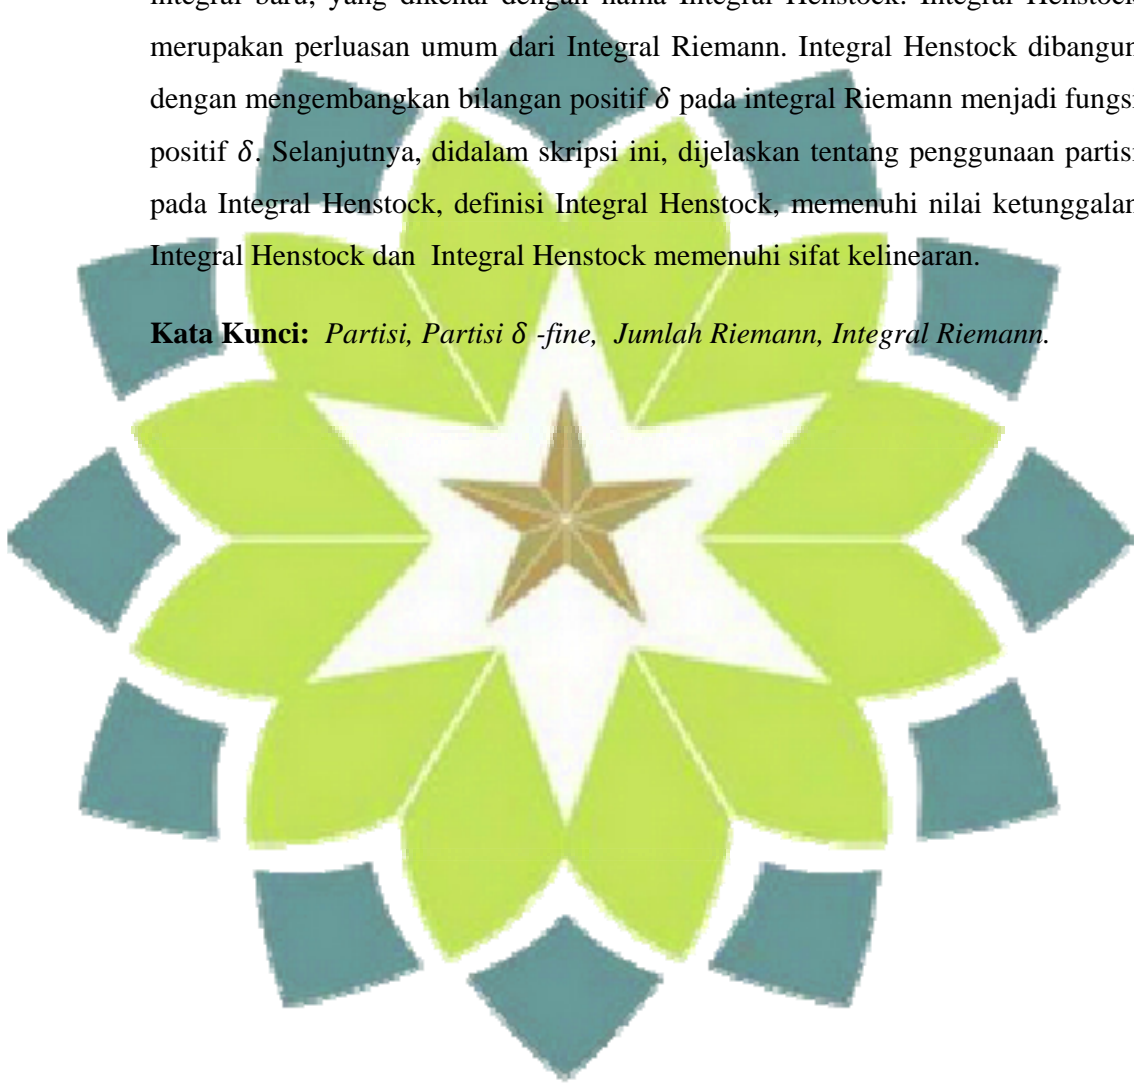 integral baru, yang dikenal dengan nama Integral Henstock. Integral Henstock
merupakan perluasan umum dari Integral Riemann. Integral Henstock dibangun
dengan mengembangkan bilangan positif δ pada integral Riemann menjadi fungsi
positif δ. Selanjutnya, didalam skripsi ini, dijelaskan tentang penggunaan partisi
pada Integral Henstock, definisi Integral Henstock, memenuhi nilai ketunggalan
Integral Henstock dan Integral Henstock memenuhi sifat kelinearan.
Kata Kunci: Partisi, Partisi δ -fine, Jumlah Riemann, Integral Riemann.